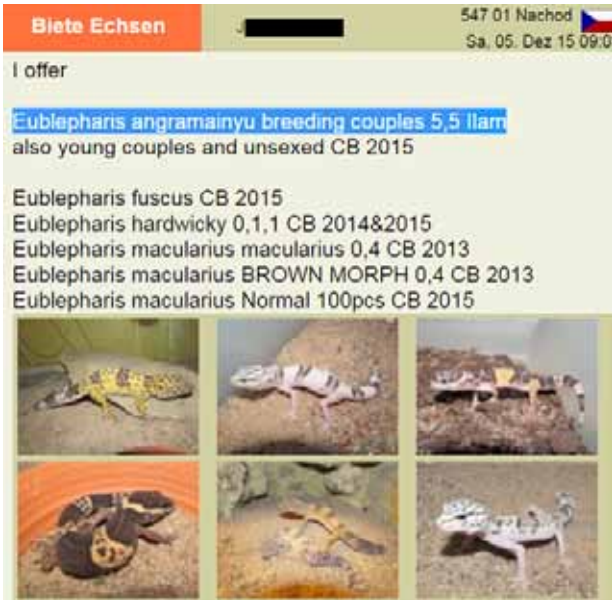 Biete Echsen
J
547 01 Nachod
Sa, 05. Dez 15 09:0
I offer
Eublepharis angramainyu breeding couples 5,5 Ilam
also young couples and unsexed CB 2015
Eublepharis fuscus CB 2015
Eublepharis hardwicky 0,1,1 CB 2014&2015
Eublepharis macularius macularius 0,4 CB 2013
Eublepharis macularius BROWN MORPH 0,4 CB 2013
Eublepharis macularius Normal 100pcs CB 2015